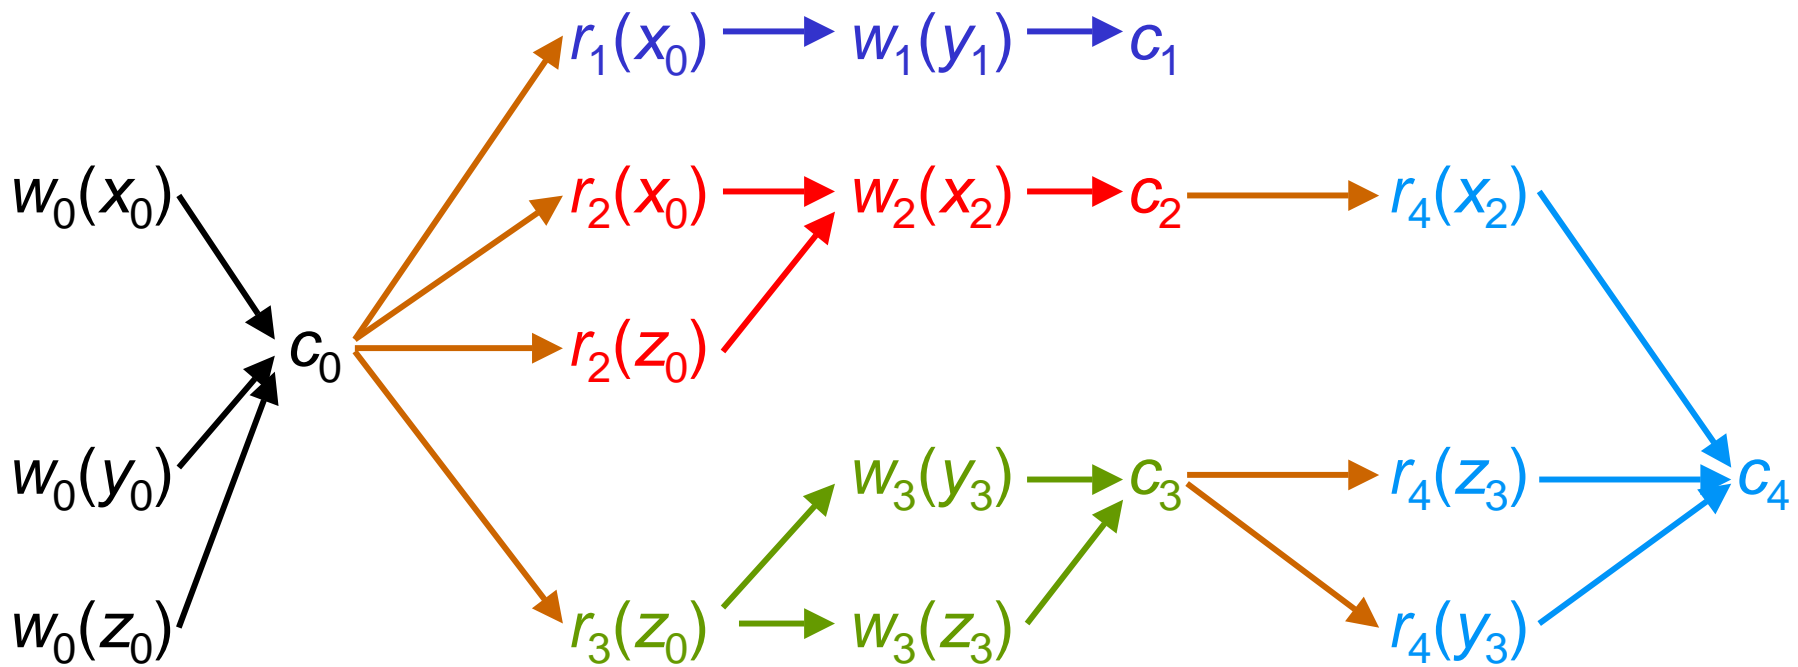 r₁(x₀) w₁(y₁) c₁
w₀(x₀) r₂(x₀) w₂(x₂) c₂ r₄(x₂)
c₀ r₂(z₀)
w₀(y₀) w₃(y₃) c₃ r₄(z₃) c₄
w₀(z₀) r₃(z₀) w₃(z₃) r₄(y₃)